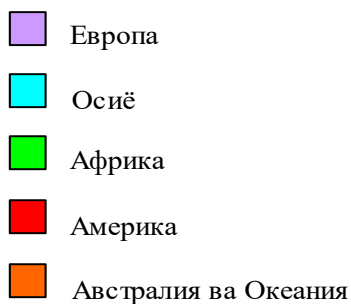 Европа
Осиё
Африка
Америка
Австралия ва Океания